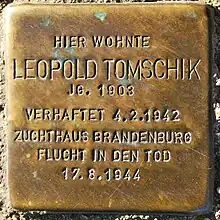 HIER WOHNTE
LEOPOLD TOMSCHIK
JG. 1903
VERHAFTET 4.2.1942
ZUCHTHAUS BRANDENBURG
FLUCHT IN DEN TOD
17.8.1944